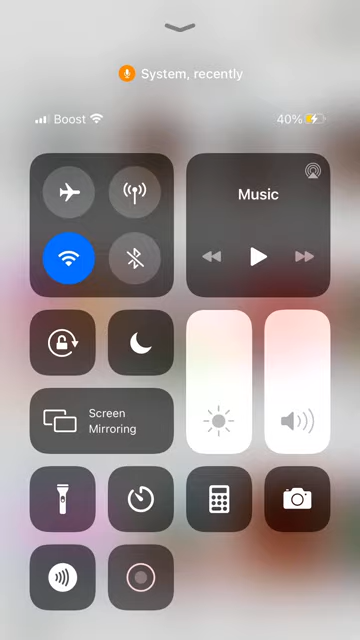 System, recently
Boost
40%
Music
Screen
Mirroring